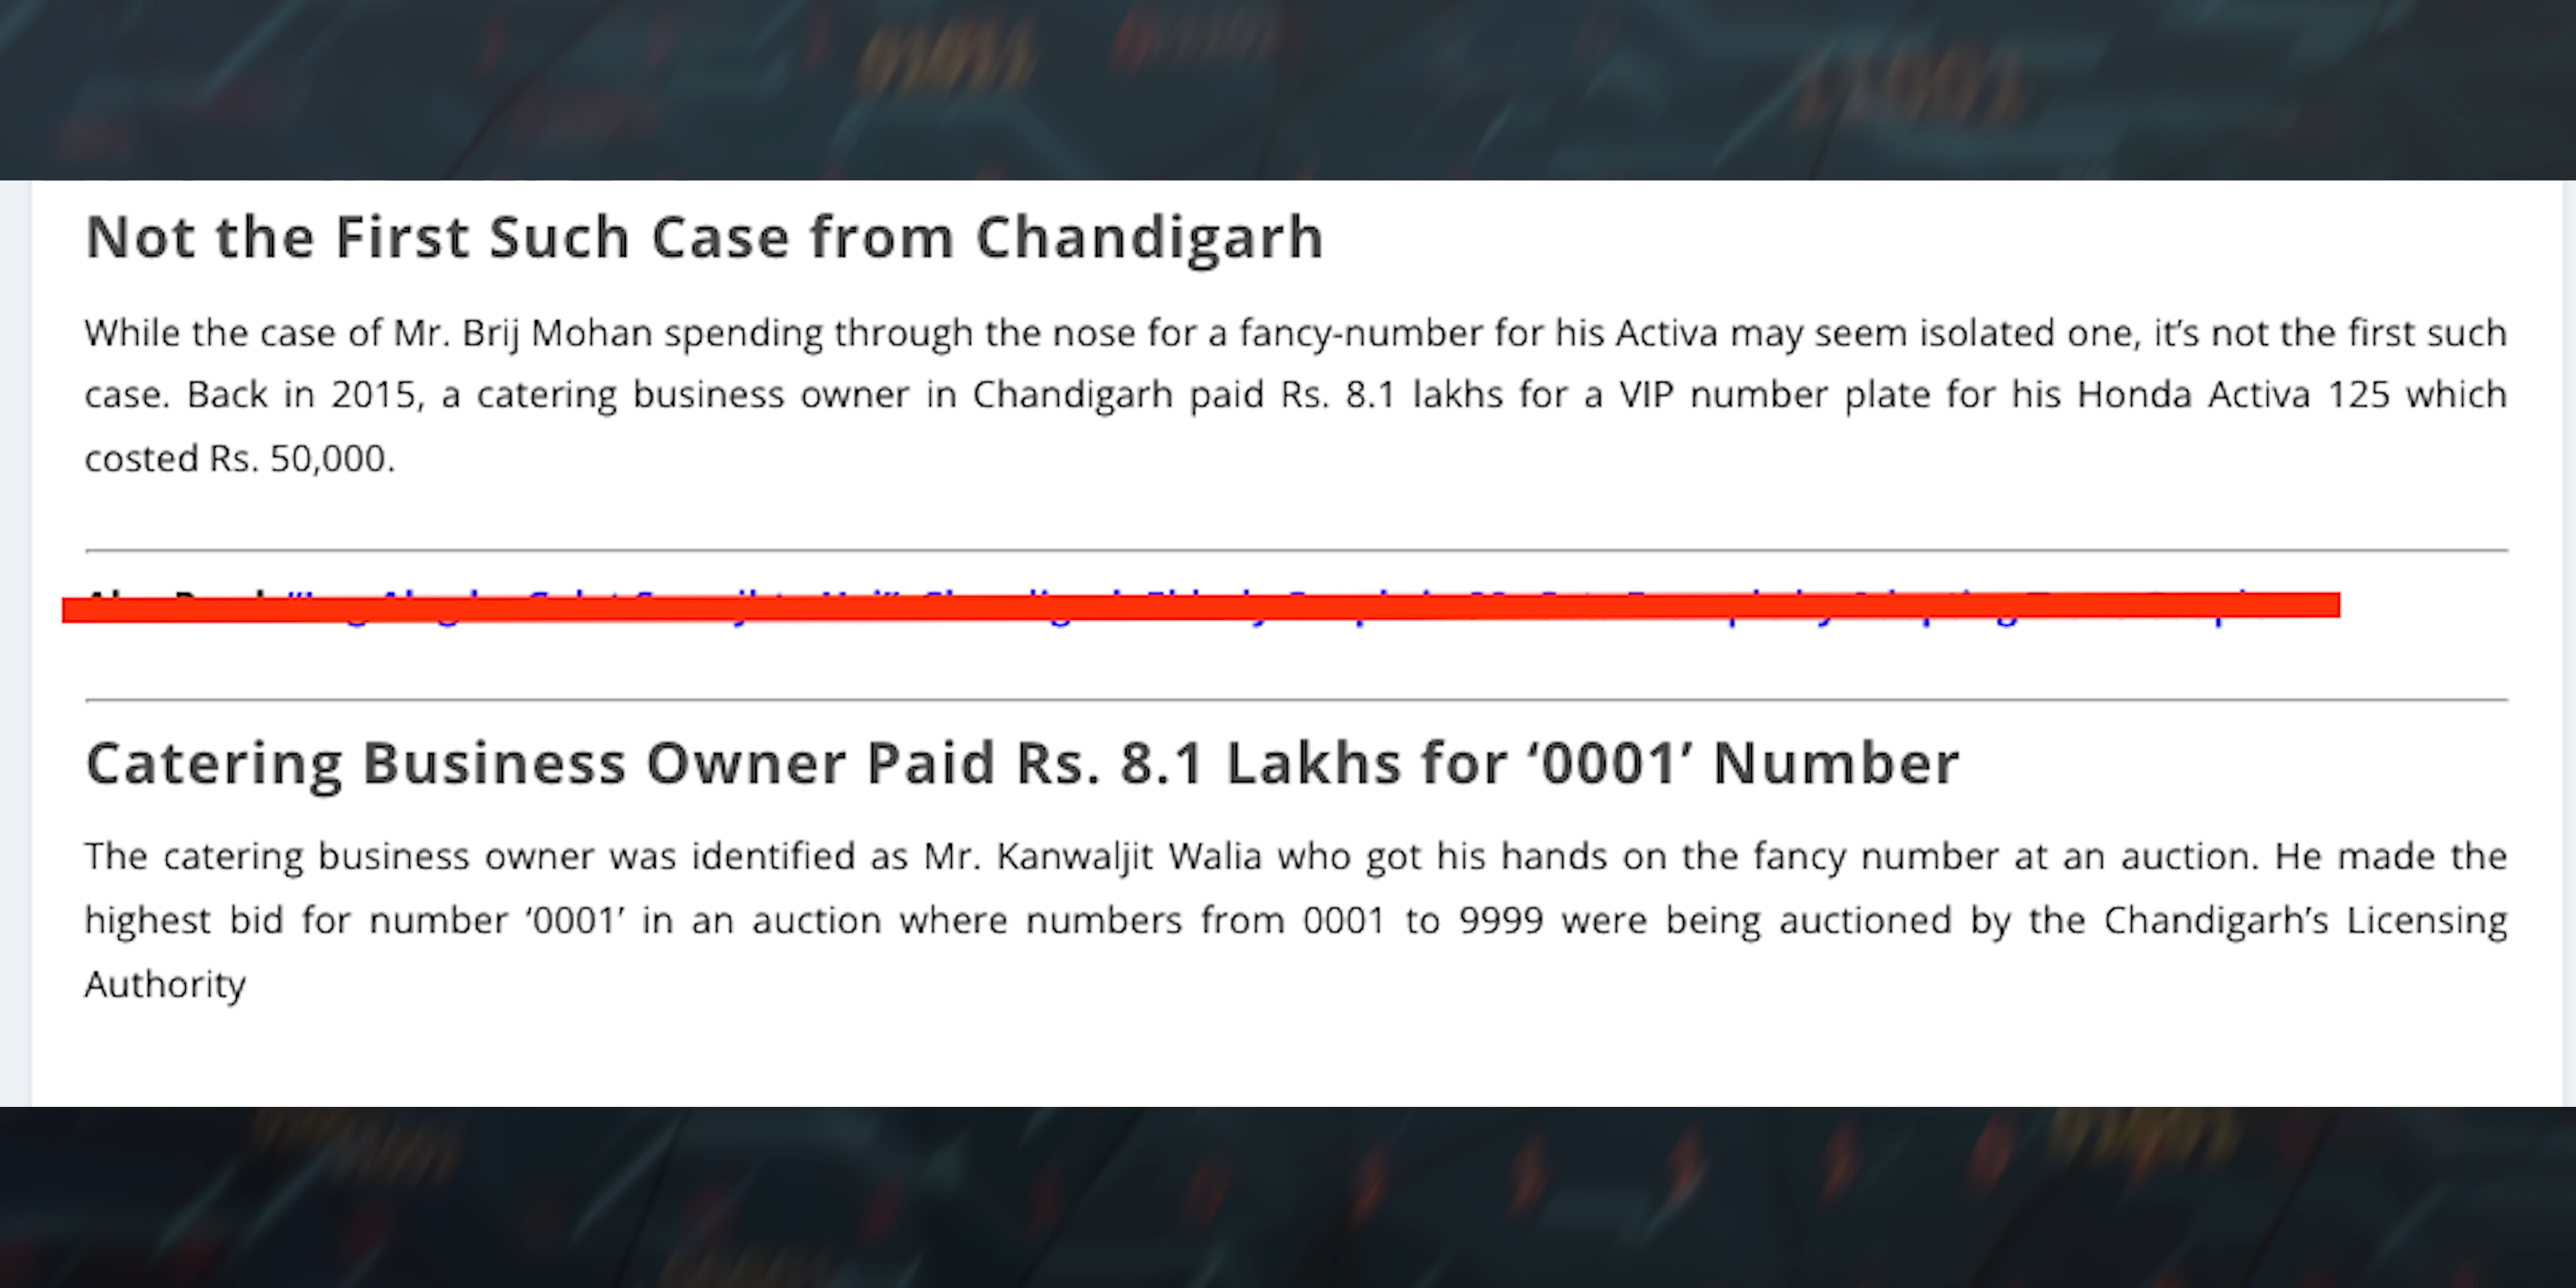 Not the First Such Case from Chandigarh
While the case of Mr. Brij Mohan spending through the nose for a fancy-number for his Activa may seem isolated one, it’s not the first such
case. Back in 2015, a catering business owner in Chandigarh paid Rs. 8.1 lakhs for a VIP number plate for his Honda Activa 125 which
costed Rs. 50,000.
Catering Business Owner Paid Rs. 8.1 Lakhs for ‘0001’ Number
The catering business owner was identified as Mr. Kanwaljit Walia who got his hands on the fancy number at an auction. He made the
highest bid for number ‘0001’ in an auction where numbers from 0001 to 9999 were being auctioned by the Chandigarh’s Licensing
Authority